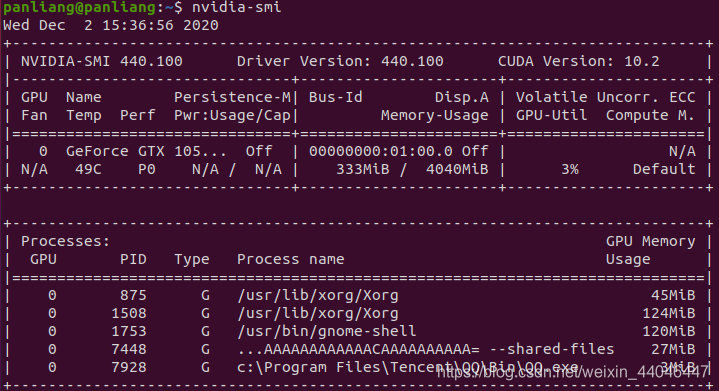 panliang@panliang:~$ nvidia-smi
Wed Dec  2 15:36:56 2020
+-----------------------------------------------------------------------------+
| NVIDIA-SMI 440.100      Driver Version: 440.100      CUDA Version: 10.2     |
|-------------------------------+----------------------+----------------------+
| GPU  Name        Persistence-M| Bus-Id        Disp.A | Volatile Uncorr. ECC |
| Fan  Temp  Perf  Pwr:Usage/Cap|         Memory-Usage | GPU-Util  Compute M. |
|===============================+======================+======================|
|   0  GeForce GTX 105...  Off  | 00000000:01:00.0 Off |                  N/A |
| N/A   49C    P0    N/A /  N/A |    333MiB /  4040MiB |      3%      Default |
+-------------------------------+----------------------+----------------------+

+-----------------------------------------------------------------------------+
| Processes:                                                       GPU Memory |
|  GPU       PID   Type   Process name                             Usage      |
|=============================================================================|
|    0       875      G   /usr/lib/xorg/Xorg                            45MiB |
|    0      1508      G   /usr/lib/xorg/Xorg                           124MiB |
|    0      1753      G   /usr/bin/gnome-shell                         120MiB |
|    0      7448      G   ...AAAAAAAAAAAACAAAAAAAAAA= --shared-files    27MiB |
|    0      7928      G   c:\Program Files\Tencent\QQ\Bin\QQ.exe         3MiB |
+-----------------------------------------------------------------------------+
https://blog.csdn.net/weixin_44046447